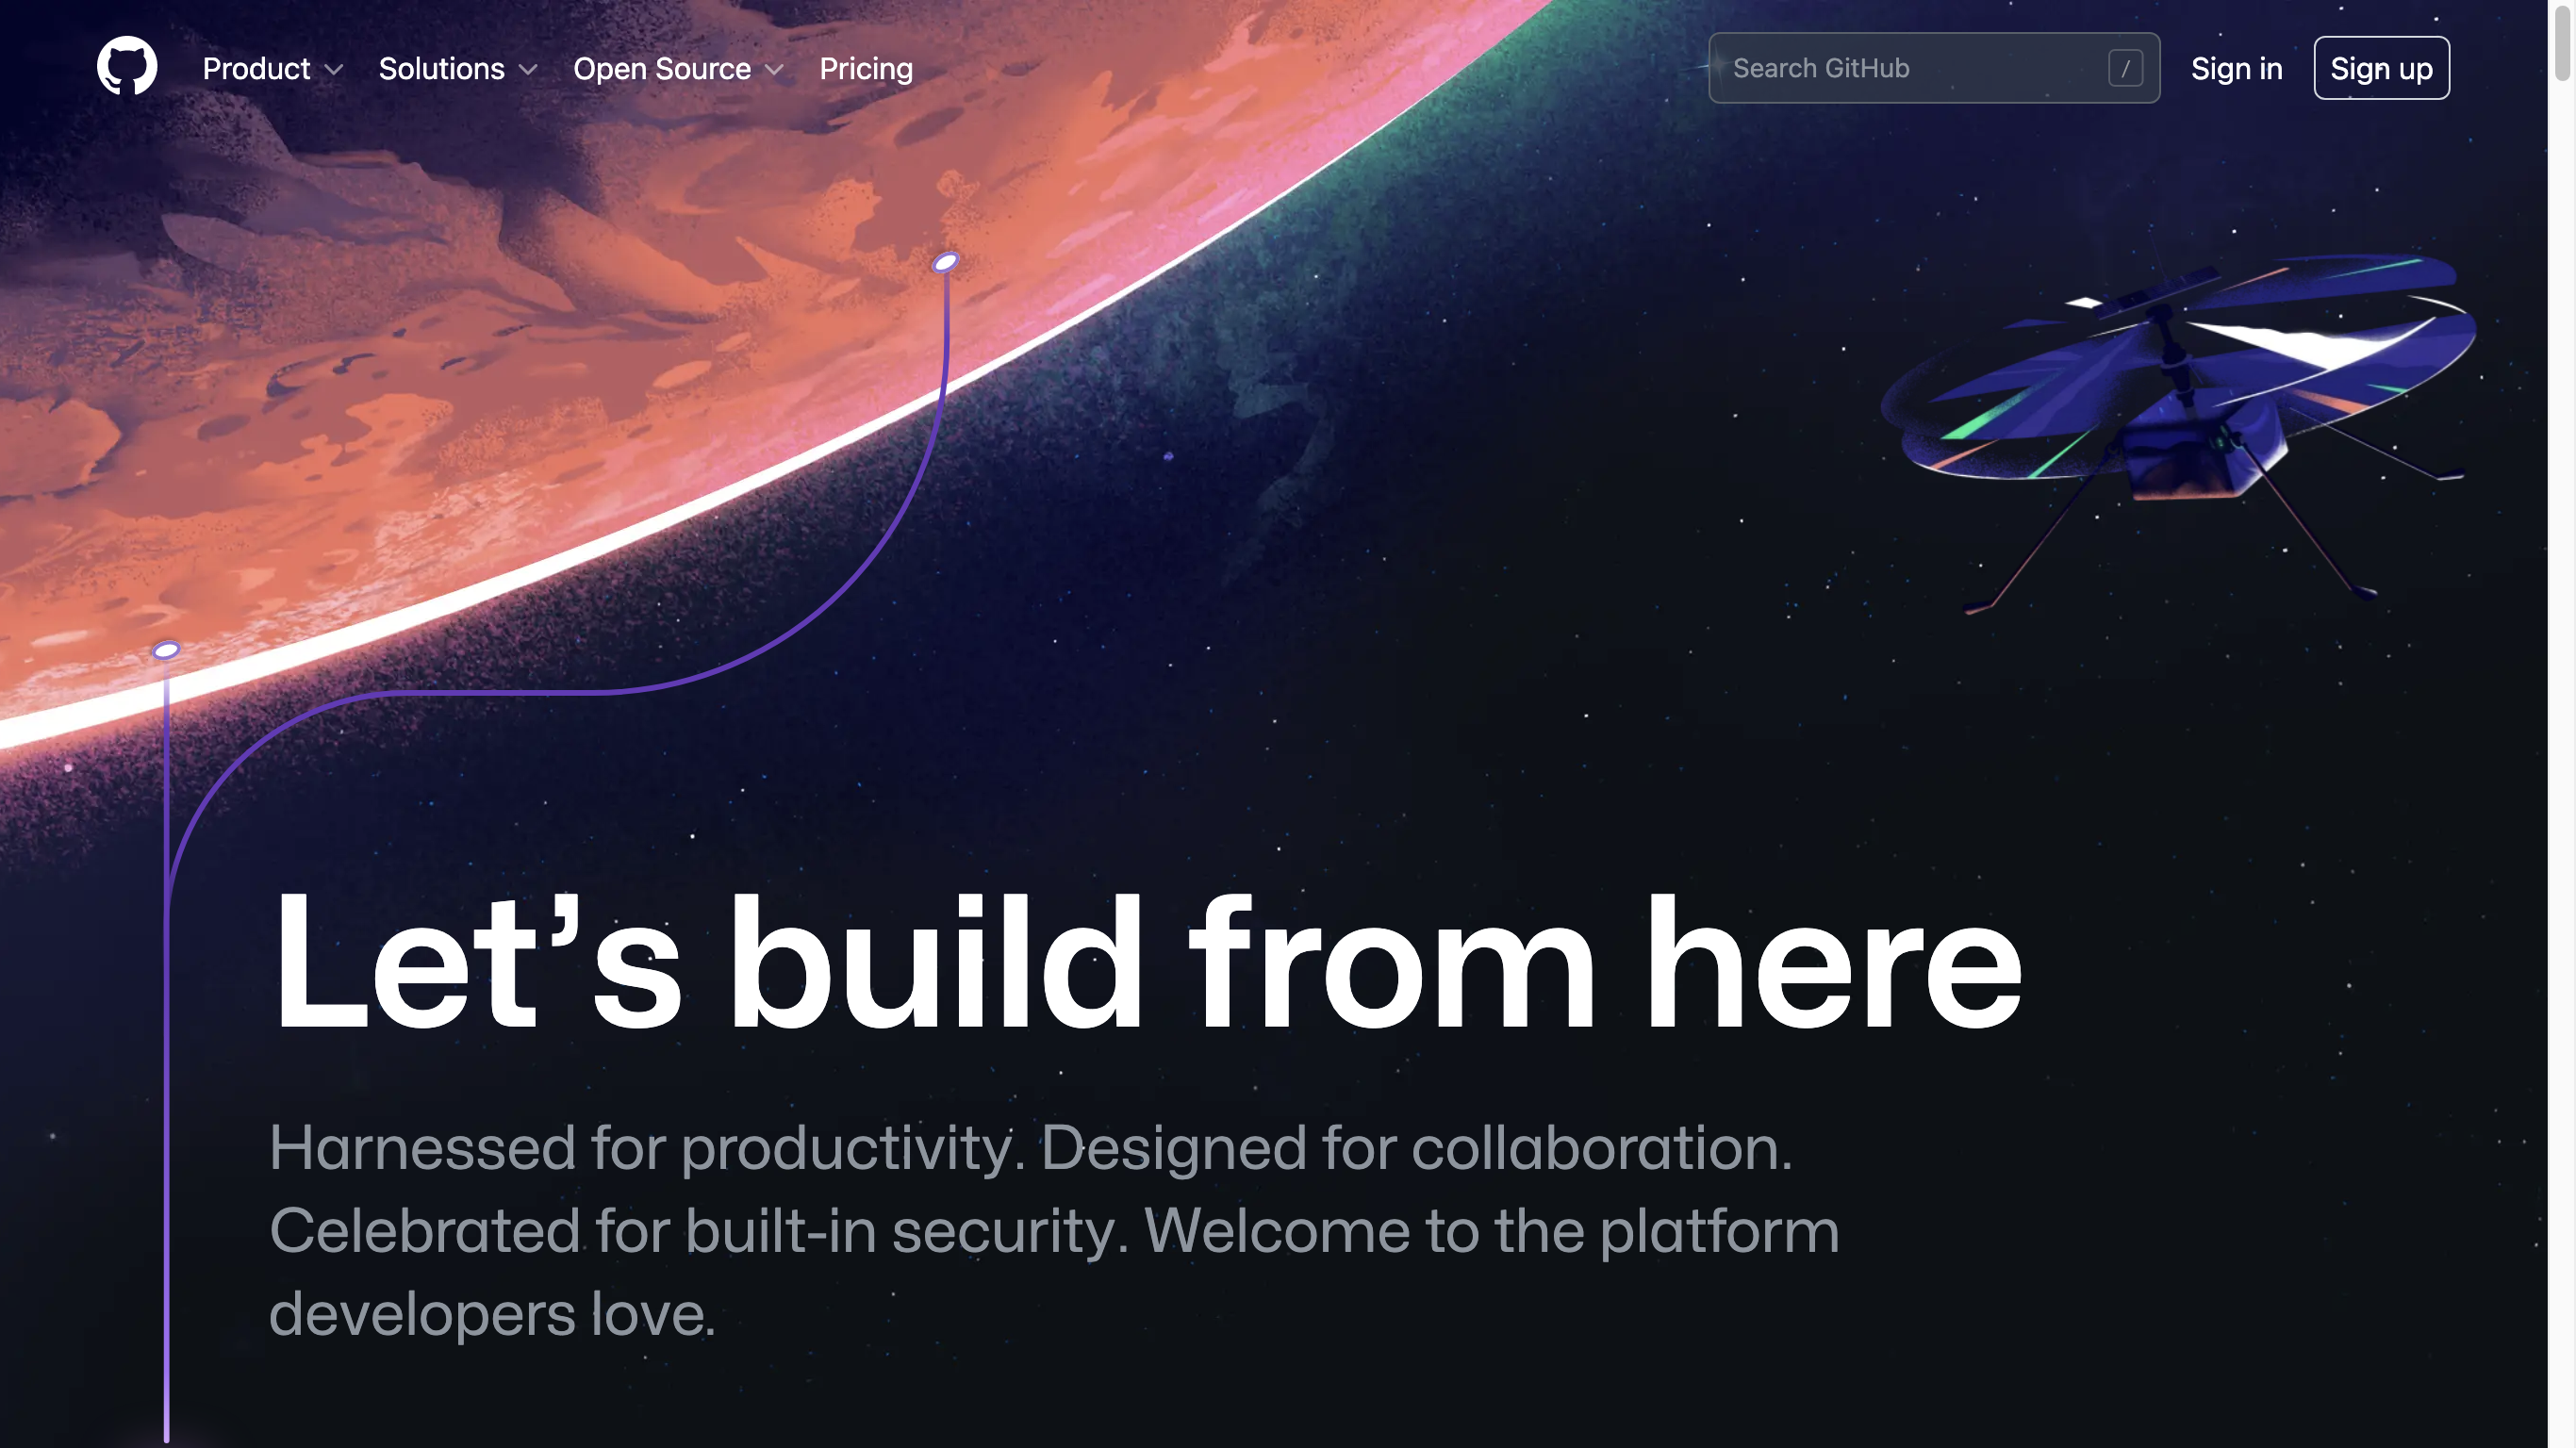 Product Solutions Open Source Pricing Search GitHub / Sign in Sign up
Let’s build from here
Harnessed for productivity. Designed for collaboration.
Celebrated for built-in security. Welcome to the platform
developers love.